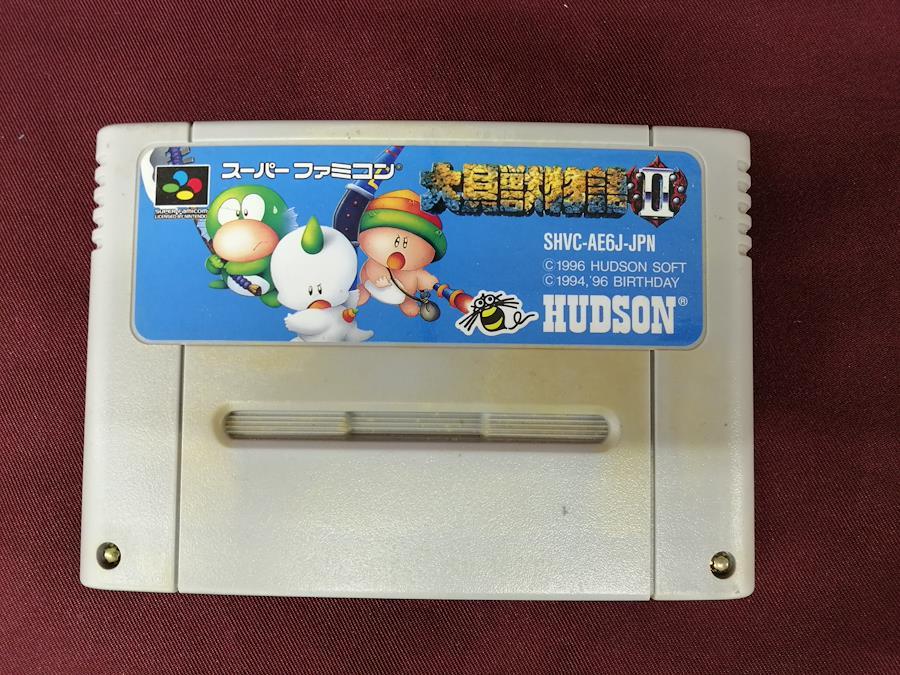 スーパーファミコン®
大貝獣物語 II
SUPER FAMICOM
LICENSED BY NINTENDO
SHVC-AE6J-JPN
©1996 HUDSON SOFT
©1994,'96 BIRTHDAY
HUDSON®